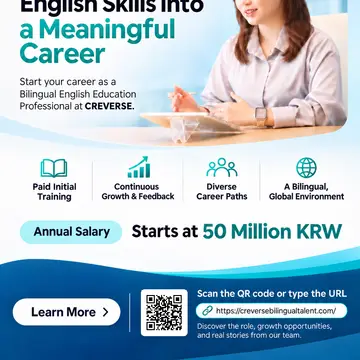 English Skills into
a Meaningful
Career
Start your career as a
Bilingual English Education
Professional at CREVERSE.
Paid Initial
Training
Continuous
Growth & Feedback
Diverse
Career Paths
A Bilingual,
Global Environment
Annual Salary
Starts at 50 Million KRW
Learn More >
Scan the QR code or type the URL
https://creversebilingualtalent.com/
Discover the role, growth opportunities,
and real stories from our team.